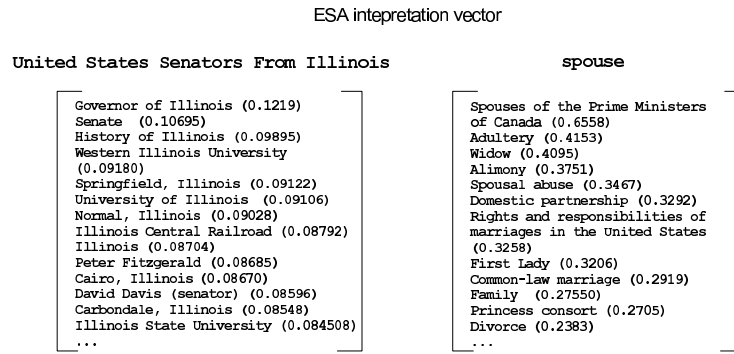 ESA intepretation vector
United States Senators From Illinois
Governor of Illinois (0.1219)
Senate (0.10695)
History of Illinois (0.09895)
Western Illinois University
(0.09180)
Springfield, Illinois (0.09122)
University of Illinois (0.09106)
Normal, Illinois (0.09028)
Illinois Central Railroad (0.08792)
Illinois (0.08704)
Peter Fitzgerald (0.08685)
Cairo, Illinois (0.08670)
David Davis (senator) (0.08596)
Carbondale, Illinois (0.08548)
Illinois State University (0.084508)
...
spouse
Spouses of the Prime Ministers
of Canada (0.6558)
Adultery (0.4153)
Widow (0.4095)
Alimony (0.3751)
Spousal abuse (0.3467)
Domestic partnership (0.3292)
Rights and responsibilities of
marriages in the United States
(0.3258)
First Lady (0.3206)
Common-law marriage (0.2919)
Family (0.27550)
Princess consort (0.2705)
Divorce (0.2383)
...